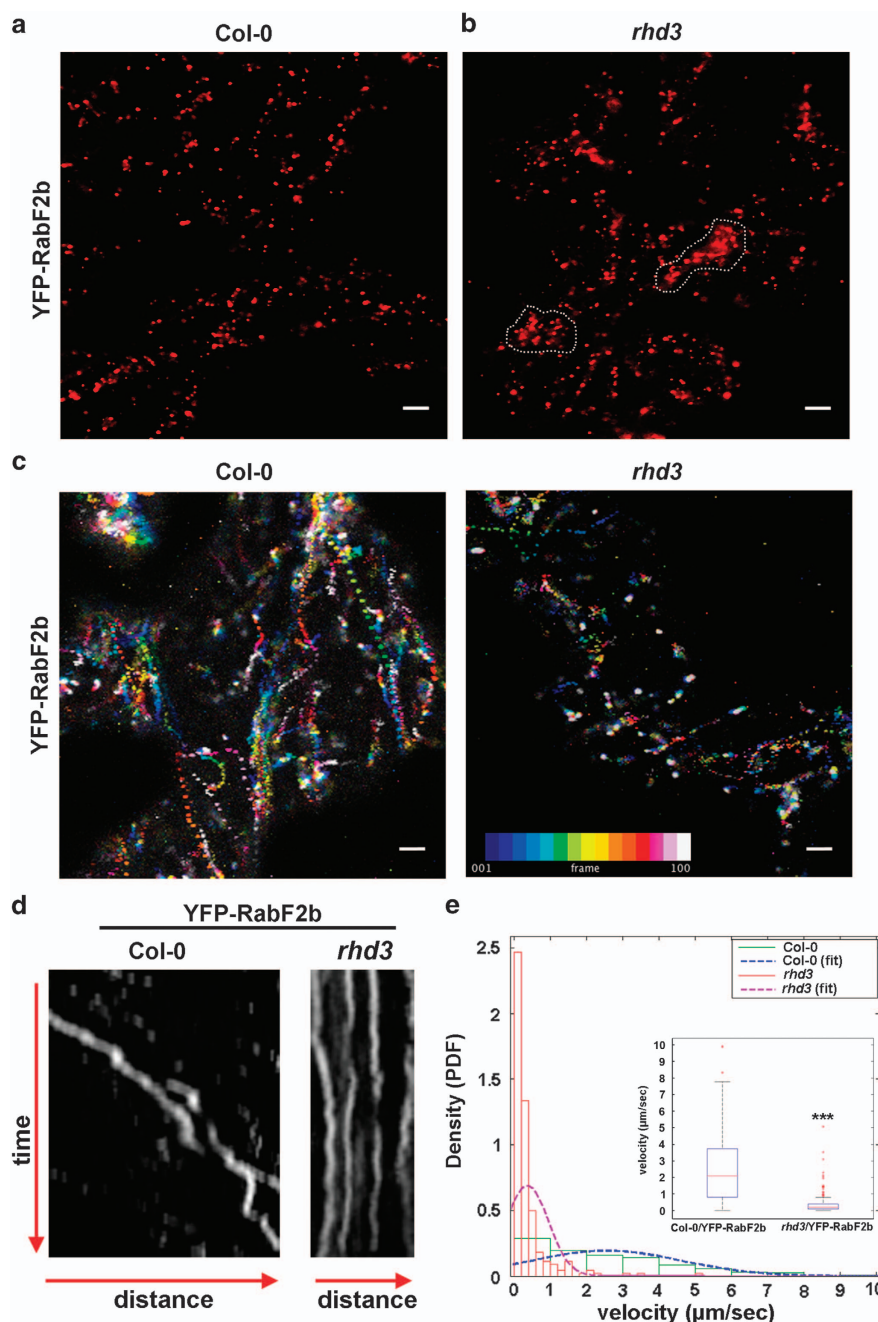 a
Col-0
b
rhd3
YFP-RabF2b
c
Col-0
rhd3
YFP-RabF2b
001
frame
100
d
YFP-RabF2b
Col-0
rhd3
time
distance
distance
e
2.5
2
1.5
1
0.5
0
Density (PDF)
0 1 2 3 4 5 6 7 8 9 10
velocity (µm/sec)
Col-0
Col-0 (fit)
rhd3
rhd3 (fit)
10
9
8
7
6
5
4
3
2
1
0
velocity (µm/sec)
***
Col-0/YFP-RabF2b
rhd3/YFP-RabF2b